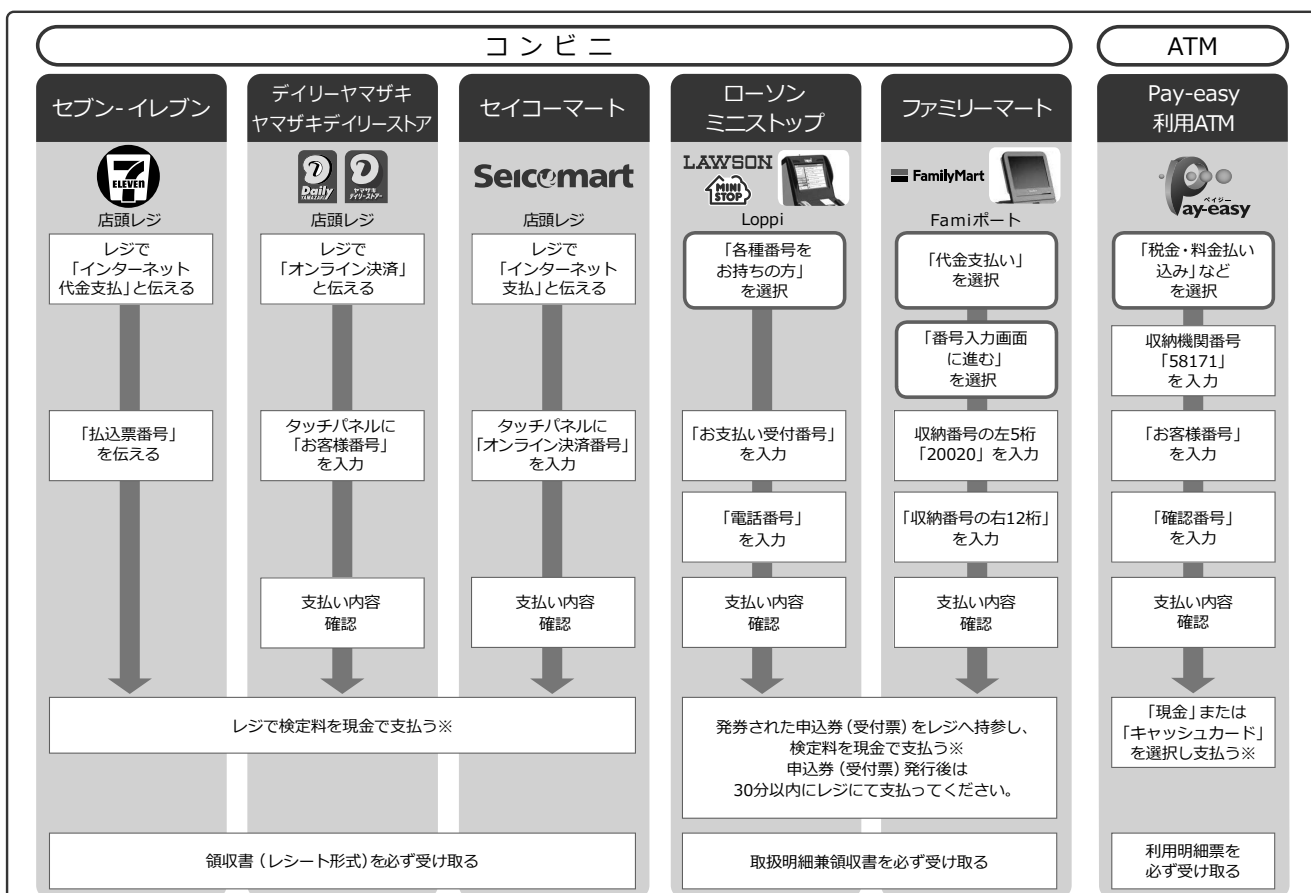 コンビニ
ATM
セブン-イレブン
デイリーヤマザキ
ヤマザキデイリーストア
セイコーマート
ローソン
ミニストップ
ファミリーマート
Pay-easy
利用ATM
7
ELEVEN
Daily
YAMAZAKI
ヤマザキ
デイリーストアー
Seicomart
LAWSON
MINI
STOP
FamilyMart
ペイジー
Pay-easy
店頭レジ
店頭レジ
店頭レジ
Loppi
Famiポート
レジで
「インターネット
代金支払」と伝える
レジで
「オンライン決済」
と伝える
レジで
「インターネット
支払」と伝える
「各種番号を
お持ちの方」
を選択
「代金支払い」
を選択
「税金・料金払い
込み」など
を選択
「番号入力画面
に進む」
を選択
収納機関番号
「58171」
を入力
「払込票番号」
を伝える
タッチパネルに
「お客様番号」
を入力
タッチパネルに
「オンライン決済番号」
を入力
「お支払い受付番号」
を入力
収納番号の左5桁
「20020」を入力
「お客様番号」
を入力
「電話番号」
を入力
「収納番号の右12桁」
を入力
「確認番号」
を入力
支払い内容
確認
支払い内容
確認
支払い内容
確認
支払い内容
確認
支払い内容
確認
レジで検定料を現金で支払う※
発券された申込券(受付票)をレジへ持参し、
検定料を現金で支払う※
申込券(受付票)発行後は
30分以内にレジにて支払ってください。
「現金」または
「キャッシュカード」
を選択し支払う※
領収書(レシート形式)を必ず受け取る
取扱明細兼領収書を必ず受け取る
利用明細票を
必ず受け取る